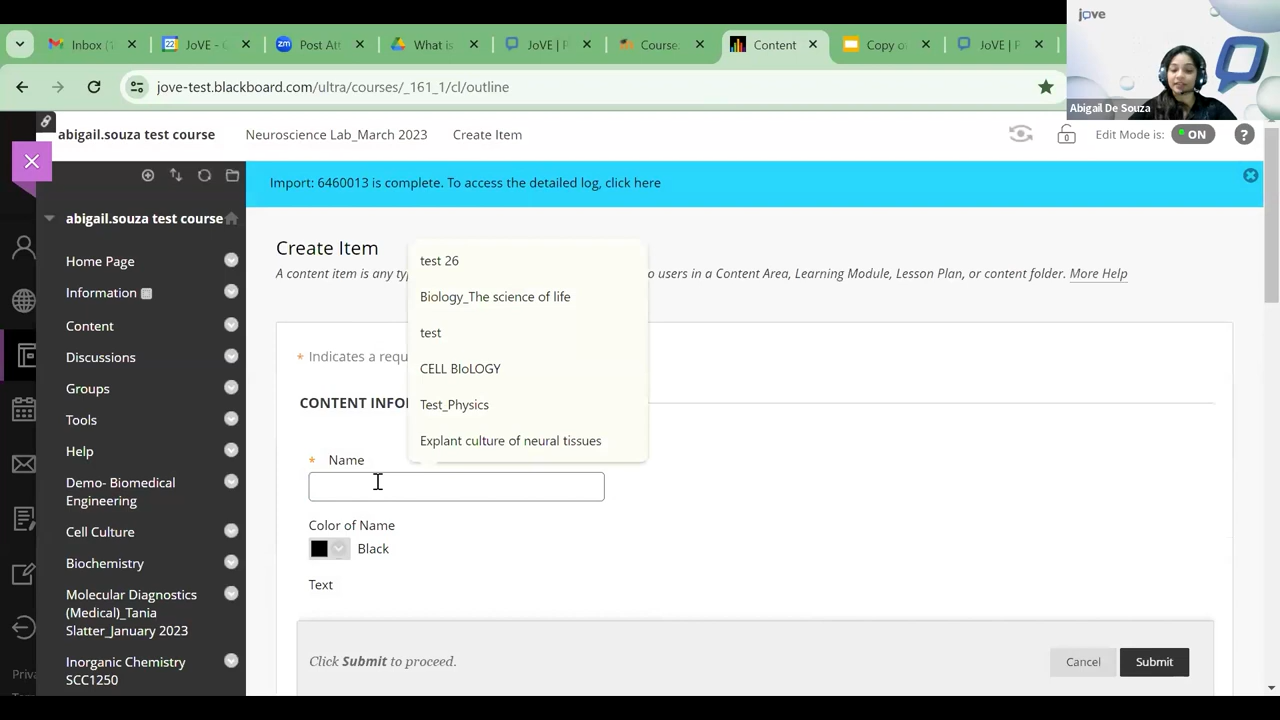 Inbox (1
JoVE - C
Post Att
What is
JoVE | P
Course.
Content
Copy o
JoVE | P
jove-test.blackboard.com/ultra/courses/_161_1/cl/outline
jove
Abigail De Souza
abigail.souza test course
Neuroscience Lab_March 2023
Create Item
Edit Mode is:
ON
?
Import: 6460013 is complete. To access the detailed log, click here
abigail.souza test course
Home Page
Information
Content
Discussions
Groups
Tools
Help
Demo- Biomedical
Engineering
Cell Culture
Biochemistry
Molecular Diagnostics
(Medical)_Tania
Slatter_January 2023
Inorganic Chemistry
SCC1250
Priva
Create Item
A content item is any ty
o users in a Content Area, Learning Module, Lesson Plan, or content folder. More Help
test 26
Biology_The science of life
test
CELL BIoLOGY
Test_Physics
Explant culture of neural tissues
* Indicates a requ
CONTENT INFO
* Name
Color of Name
Black
Text
Click Submit to proceed.
Cancel
Submit